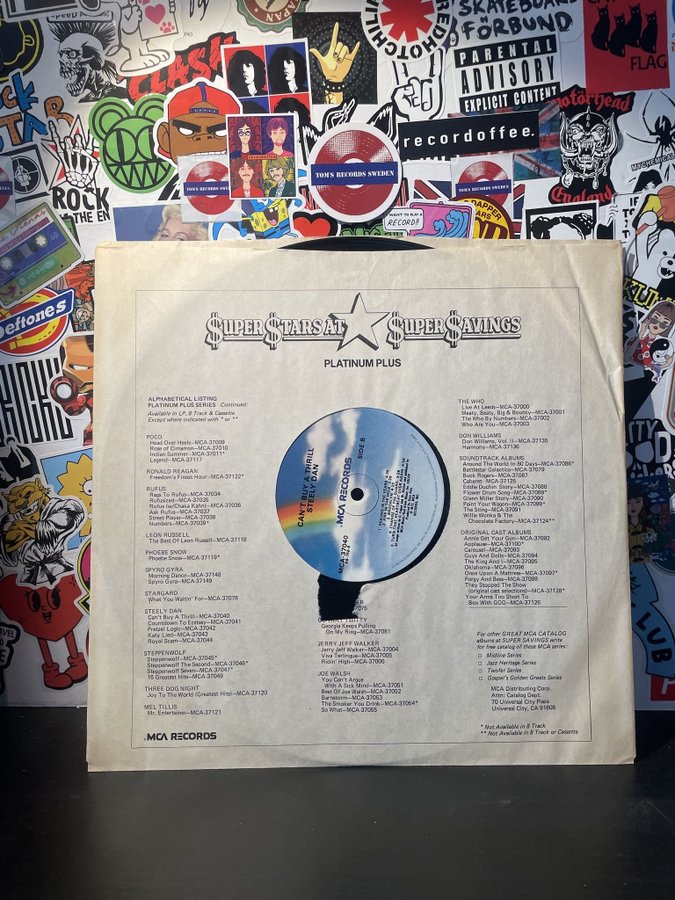 SKATEBOARD
FÖRBUND
RED HOT CHILI
CLASH
PARENTAL
ADVISORY
EXPLICIT CONTENT
FLAG
Motörhead
England
recordoffee.
TOM'S RECORDS SWEDEN
TOM'S RECORDS SWEDEN
ROCK
THE EN
MY CHEMICAL
WANT TO PLAY A
RECORD?
Deftones
CLUB
$UPER $TARS AT $UPER $AVINGS
PLATINUM PLUS
ALPHABETICAL LISTING
PLATINUM PLUS SERIES - Continued:
Available in LP, 8 Track & Cassette
Except where indicated with * or **
POCO
Head Over Heels—MCA-37009
Rose of Cimarron—MCA-37010
Indian Summer—MCA-37011*
Legend—MCA-37117
RONALD REAGAN
Freedom's Finest Hour—MCA-37122*
RUFUS
Rags To Rufus—MCA-37034
Rufusized—MCA-37035
Rufus (w/Chaka Kahn)—MCA-37036
Ask Rufus—MCA-37037
Street Player—MCA-37038
Numbers—MCA-37039*
LEON RUSSELL
The Best Of Leon Russell—MCA-37118
PHOEBE SNOW
Phoebe Snow—MCA-37119*
SPYRO GYRA
Morning Dance—MCA-37148
Spyro Gyra—MCA-37149
STARGARD
What You Waitin' For—MCA-37078
STEELY DAN
Can't Buy A Thrill—MCA-37040
Countdown To Ecstasy—MCA-37041
Pretzel Logic—MCA-37042
Katy Lied—MCA-37043
Royal Scam—MCA-37044
STEPPENWOLF
Steppenwolf—MCA-37045*
Steppenwolf The Second—MCA-37046*
Steppenwolf Seven—MCA-37047*
16 Greatest Hits—MCA-37049
THREE DOG NIGHT
Joy To The World (Greatest Hits)—MCA-37120
MEL TILLIS
Mr. Entertainer—MCA-37121
MCA RECORDS
CAN'T BUY A THRILL
STEELY DAN
MCA RECORDS
SIDE B
MCA-37040
Georgia Keeps Pulling
On My Ring—MCA-37081
JERRY JEFF WALKER
Jerry Jeff Walker—MCA-37004
Viva Terlingua—MCA-37005
Ridin' High—MCA-37006
JOE WALSH
You Can't Argue
With A Sick Mind—MCA-37051
Best Of Joe Walsh—MCA-37052
Barnstorm—MCA-37053
The Smoker You Drink—MCA-37054*
So What—MCA-37055
THE WHO
Live At Leeds—MCA-37000
Meaty, Beaty, Big & Bouncy—MCA-37001
The Who By Numbers—MCA-37002
Who Are You—MCA-37003
DON WILLIAMS
Don Williams, Vol. II—MCA-37135
Harmony—MCA-37136
SOUNDTRACK ALBUMS
Around The World In 80 Days—MCA-37086*
Battlestar Galactica—MCA-37079
Buck Rogers—MCA-37087
Cabaret—MCA-37125
Eddie Duchin Story—MCA-37088
Flower Drum Song—MCA-37089*
Glenn Miller Story—MCA-37090
Paint Your Wagon—MCA-37099*
The Sting—MCA-37091
Willie Wonka & The
Chocolate Factory—MCA-37124**
ORIGINAL CAST ALBUMS
Annie Get Your Gun—MCA-37092
Applause—MCA-37100*
Carousel—MCA-37093
Guys And Dolls—MCA-37094
The King And I—MCA-37095
Oklahoma—MCA-37096
Once Upon A Mattress—MCA-37097*
Porgy And Bess—MCA-37098
They Stopped The Show
(original cast selections)—MCA-37128*
Your Arms Too Short To
Box With GOD—MCA-37126
For other GREAT MCA CATALOG
albums at SUPER SAVINGS write
for free catalog of these MCA series:
Midline Series
Jazz Heritage Series
Twofer Series
Gospel's Golden Greats Series
MCA Distributing Corp.
Attn: Catalog Dept.
70 Universal City Plaza
Universal City, CA 91608
* Not Available in 8 Track
** Not Available in 8 Track or Cassette